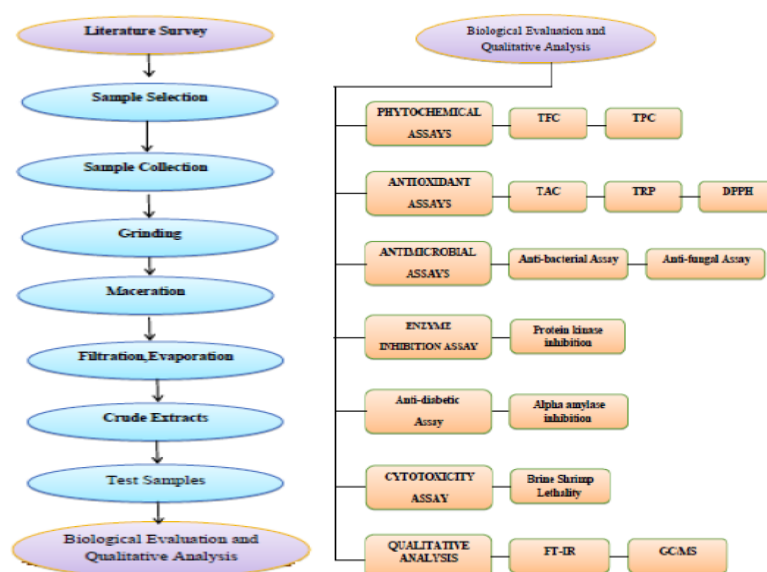 Literature Survey
Sample Selection
Sample Collection
Grinding
Maceration
Filtration,Evaporation
Crude Extracts
Test Samples
Biological Evaluation and
Qualitative Analysis
Biological Evaluation and
Qualitative Analysis
PHYTOCHEMICAL
ASSAYS
TFC
TPC
ANTIOXIDANT
ASSAYS
TAC
TRP
DPPH
ANTIMICROBIAL
ASSAYS
Anti-bacterial Assay
Anti-fungal Assay
ENZYME
INHIBITION ASSAY
Protein kinase
inhibition
Anti-diabetic
Assay
Alpha amylase
inhibition
CYTOTOXICITY
ASSAY
Brine Shrimp
Lethality
QUALITATIVE
ANALYSIS
FT-IR
GC/MS